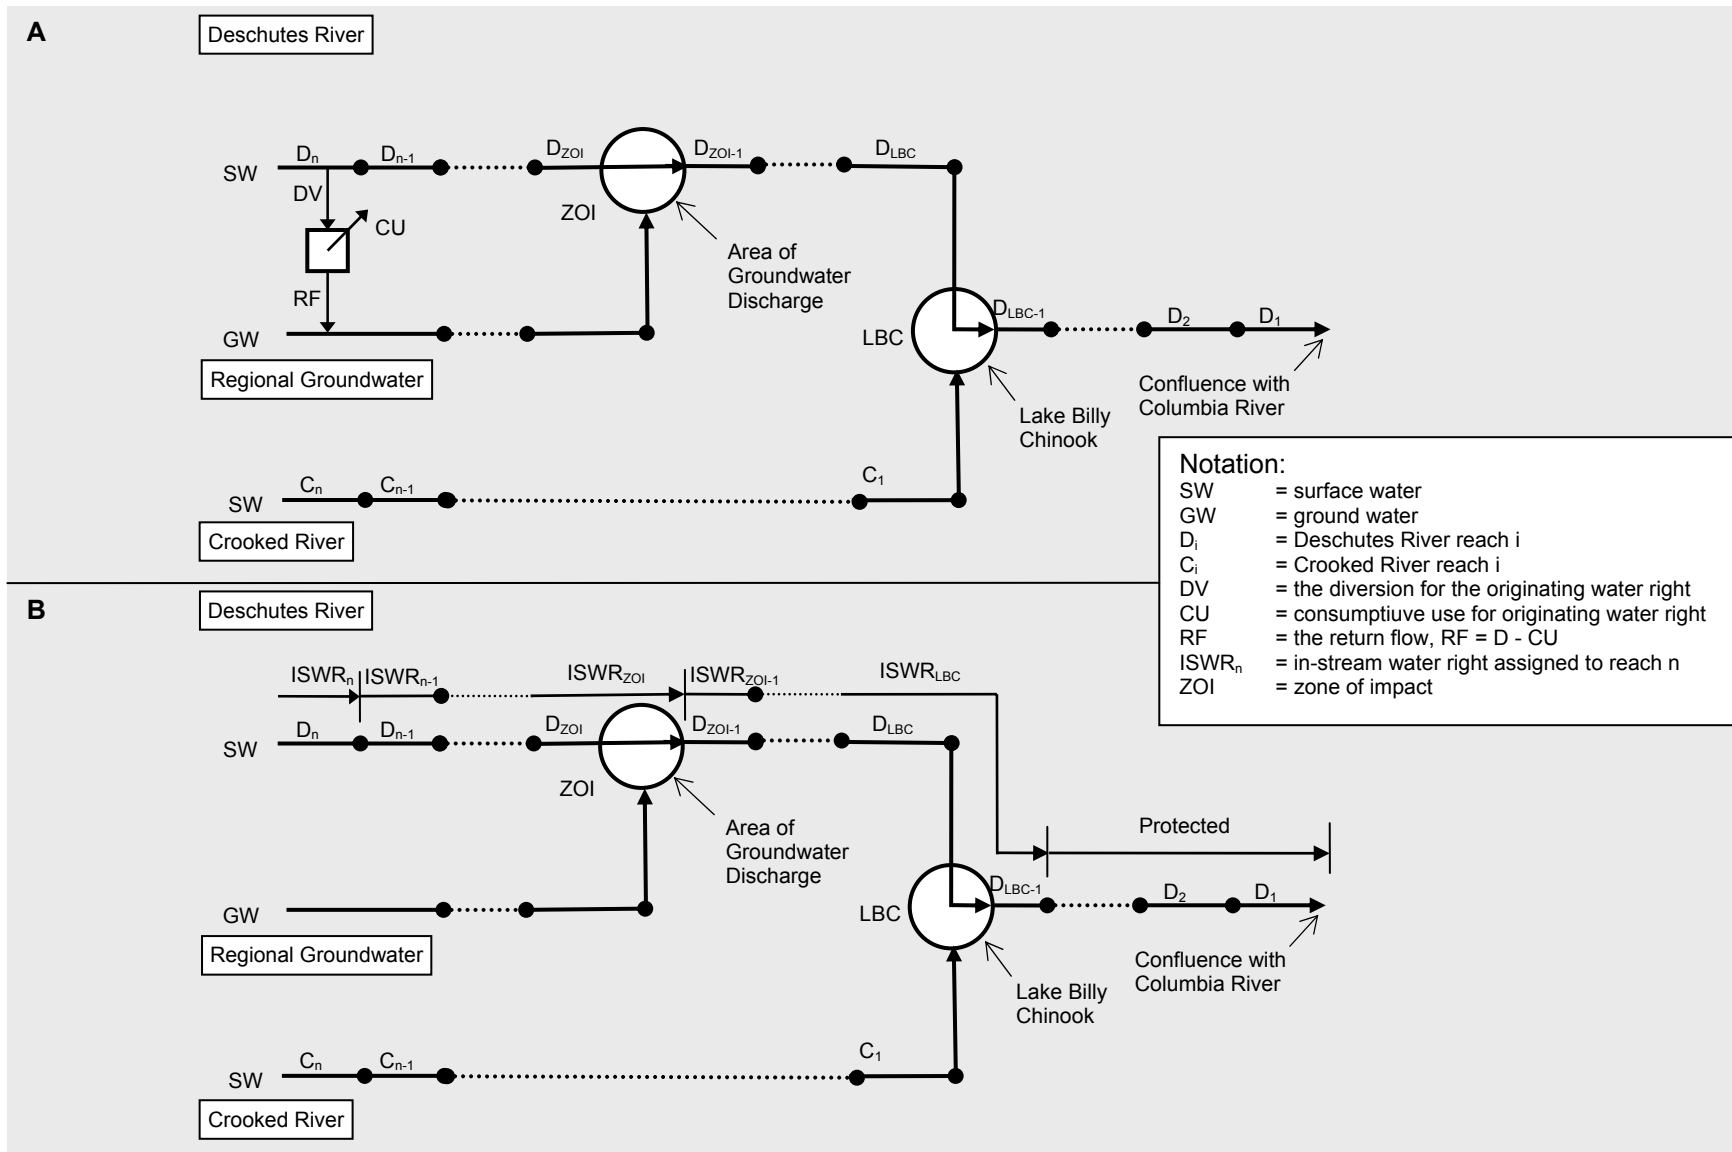 A
Deschutes River
SW
Dn
Dn-1
DZOI
DZOI-1
DLBC
DV
CU
ZOI
RF
Area of
Groundwater
Discharge
GW
Regional Groundwater
LBC
DLBC-1
D2
D1
Lake Billy
Chinook
Confluence with
Columbia River
SW
Cn
Cn-1
C1
Crooked River
Notation:
SW = surface water
GW = ground water
Di = Deschutes River reach i
Ci = Crooked River reach i
DV = the diversion for the originating water right
CU = consumptiuve use for originating water right
RF = the return flow, RF = D - CU
ISWRn = in-stream water right assigned to reach n
ZOI = zone of impact
B
Deschutes River
ISWRn
ISWRn-1
ISWRZOI
ISWRZOI-1
ISWRLBC
SW
Dn
Dn-1
DZOI
DZOI-1
DLBC
ZOI
Area of
Groundwater
Discharge
Protected
GW
Regional Groundwater
LBC
DLBC-1
D2
D1
Lake Billy
Chinook
Confluence with
Columbia River
SW
Cn
Cn-1
C1
Crooked River